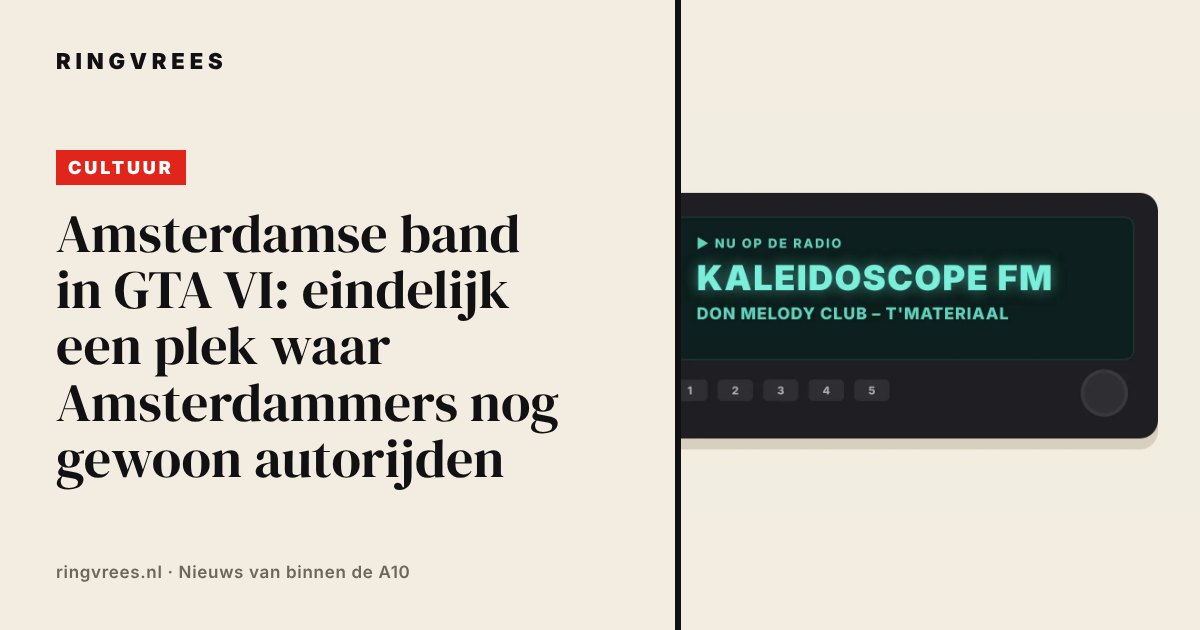 RINGVREES
CULTUUR
Amsterdamse band
in GTA VI: eindelijk
een plek waar
Amsterdammers nog
gewoon autorijden
ringvrees.nl · Nieuws van binnen de A10
▶ NU OP DE RADIO
KALEIDOSCOPE FM
DON MELODY CLUB – T'MATERIAAL
1 2 3 4 5